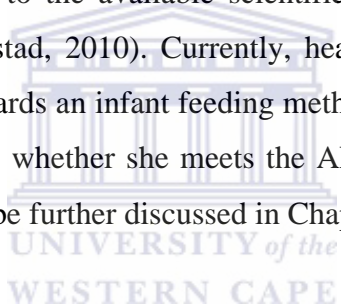 to the available scientific
stad, 2010). Currently, hea
ards an infant feeding meth
whether she meets the A
be further discussed in Chap
UNIVERSITY of the
WESTERN CAPE